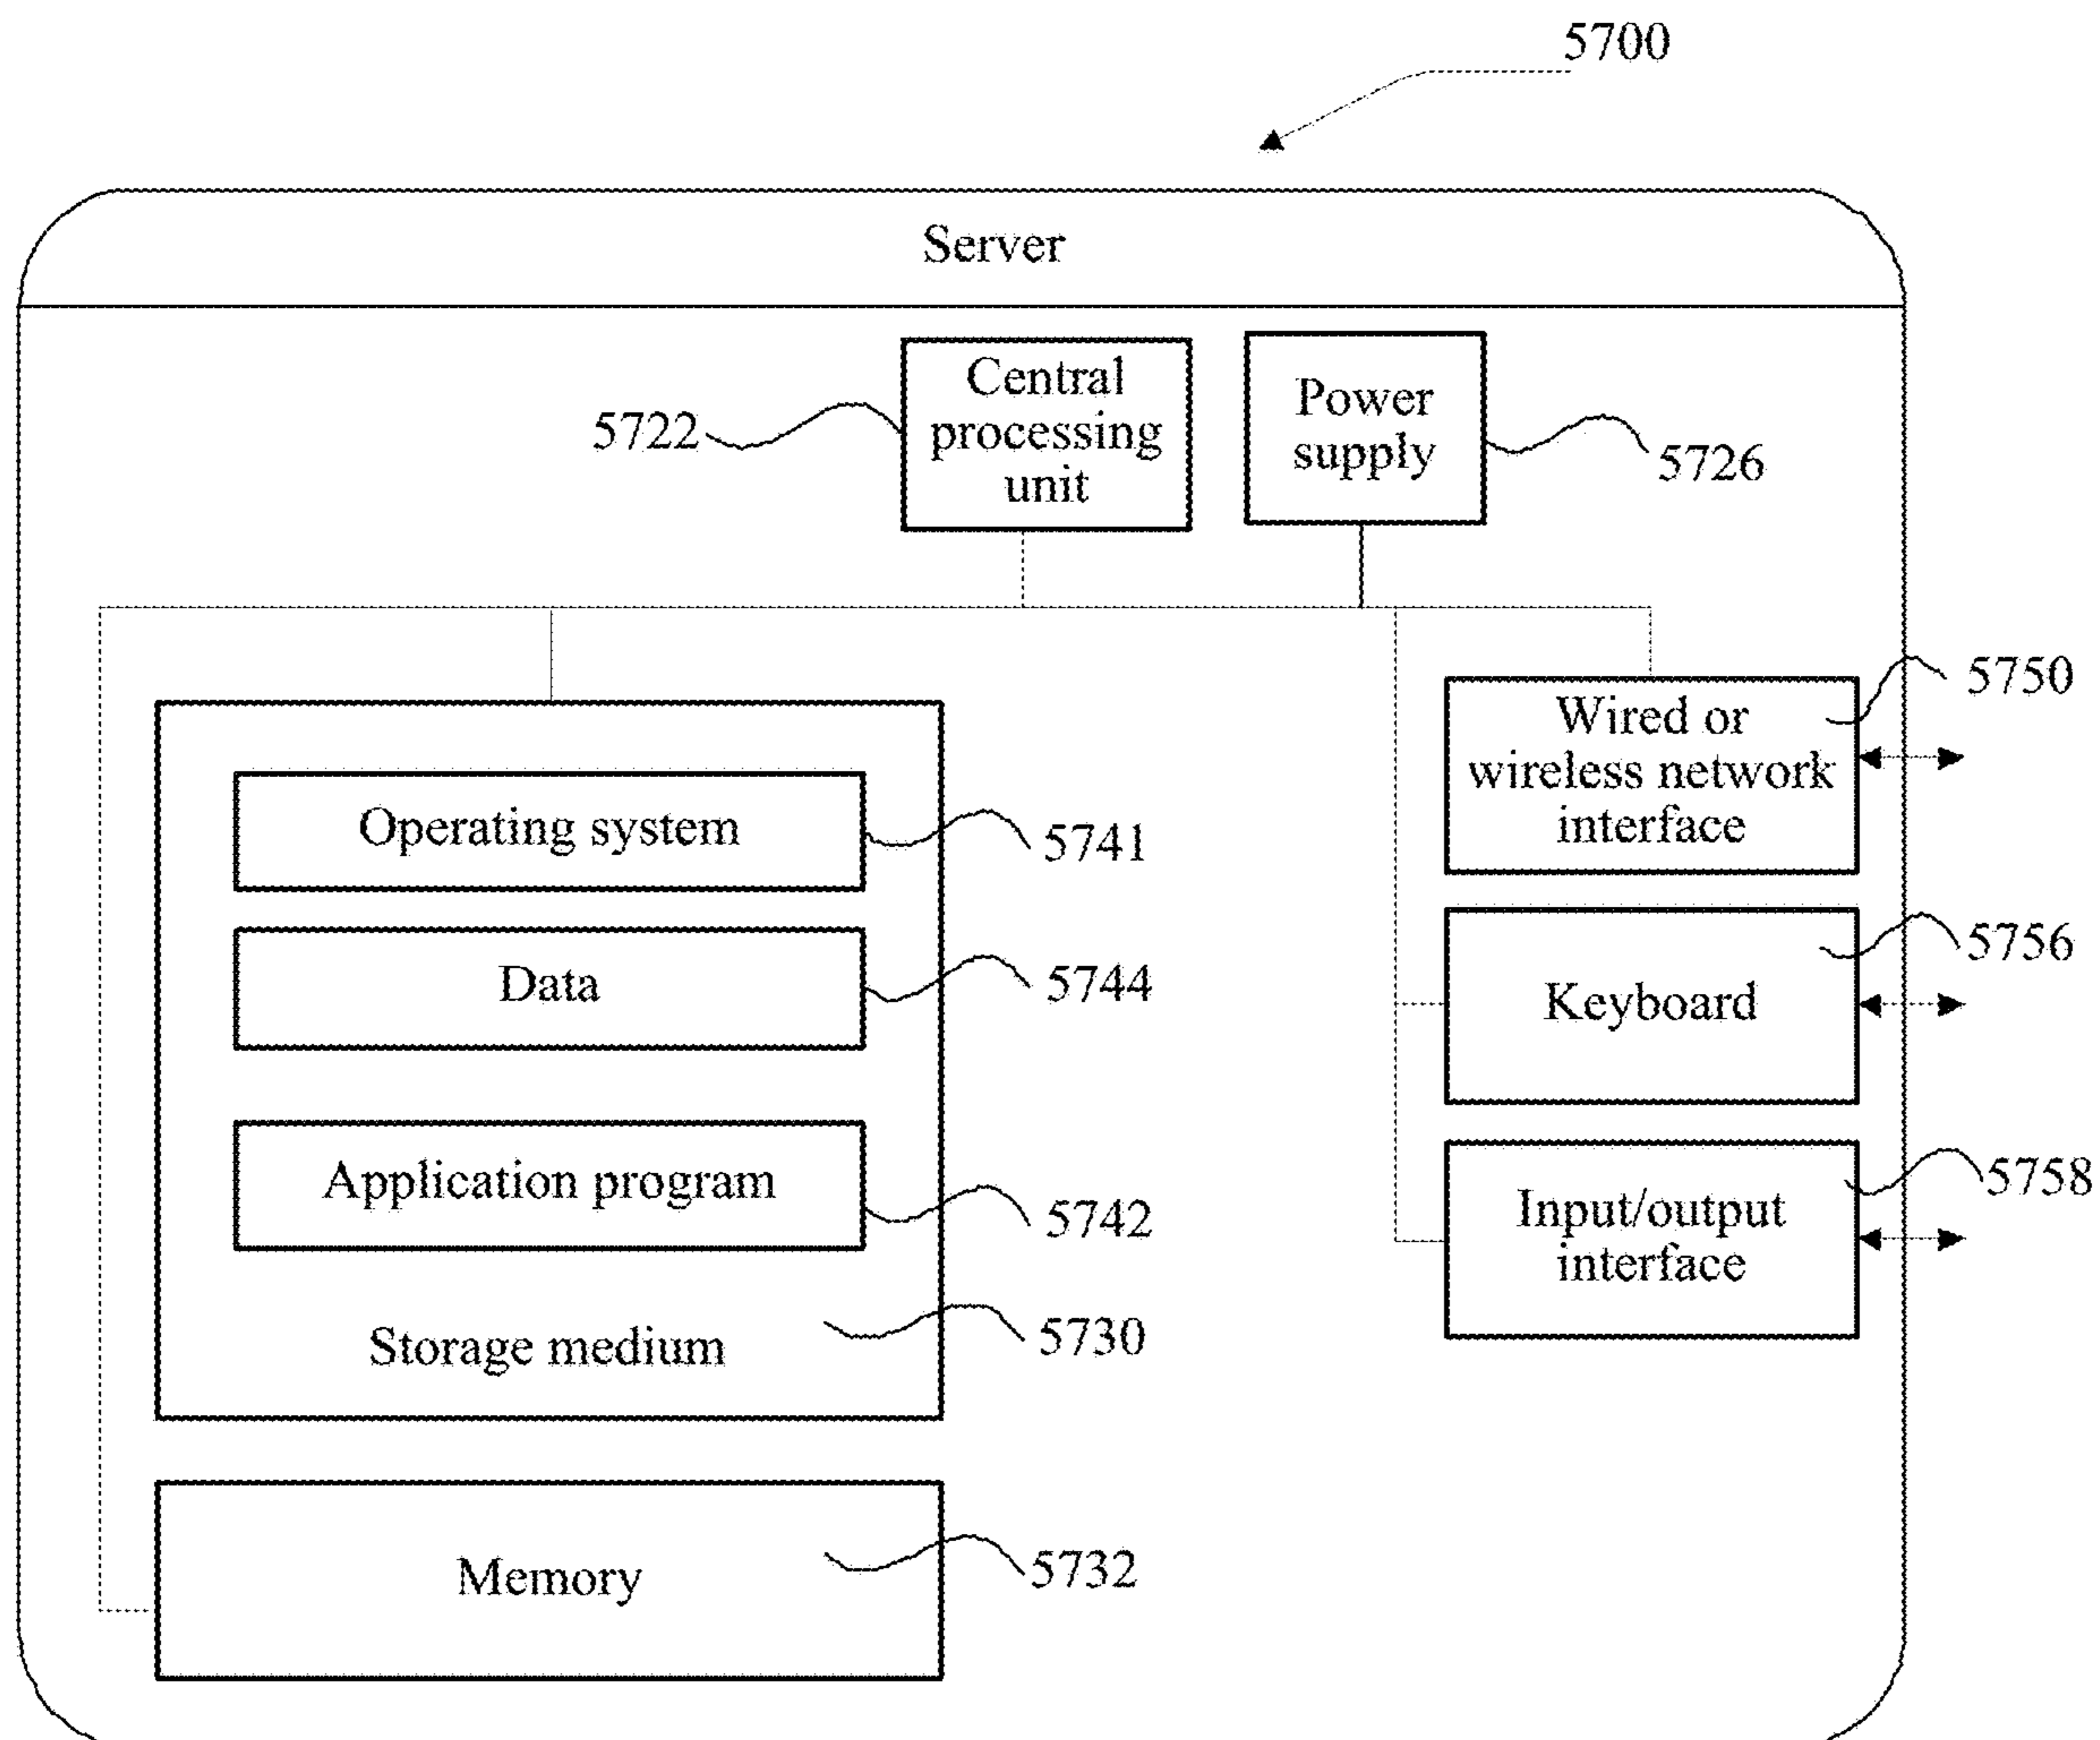 5700
Server
Central
processing
unit
5722
Power
supply
5726
Operating system
5741
Data
5744
Application program
5742
Storage medium
5730
Memory
5732
Wired or
wireless network
interface
5750
Keyboard
5756
Input/output
interface
5758